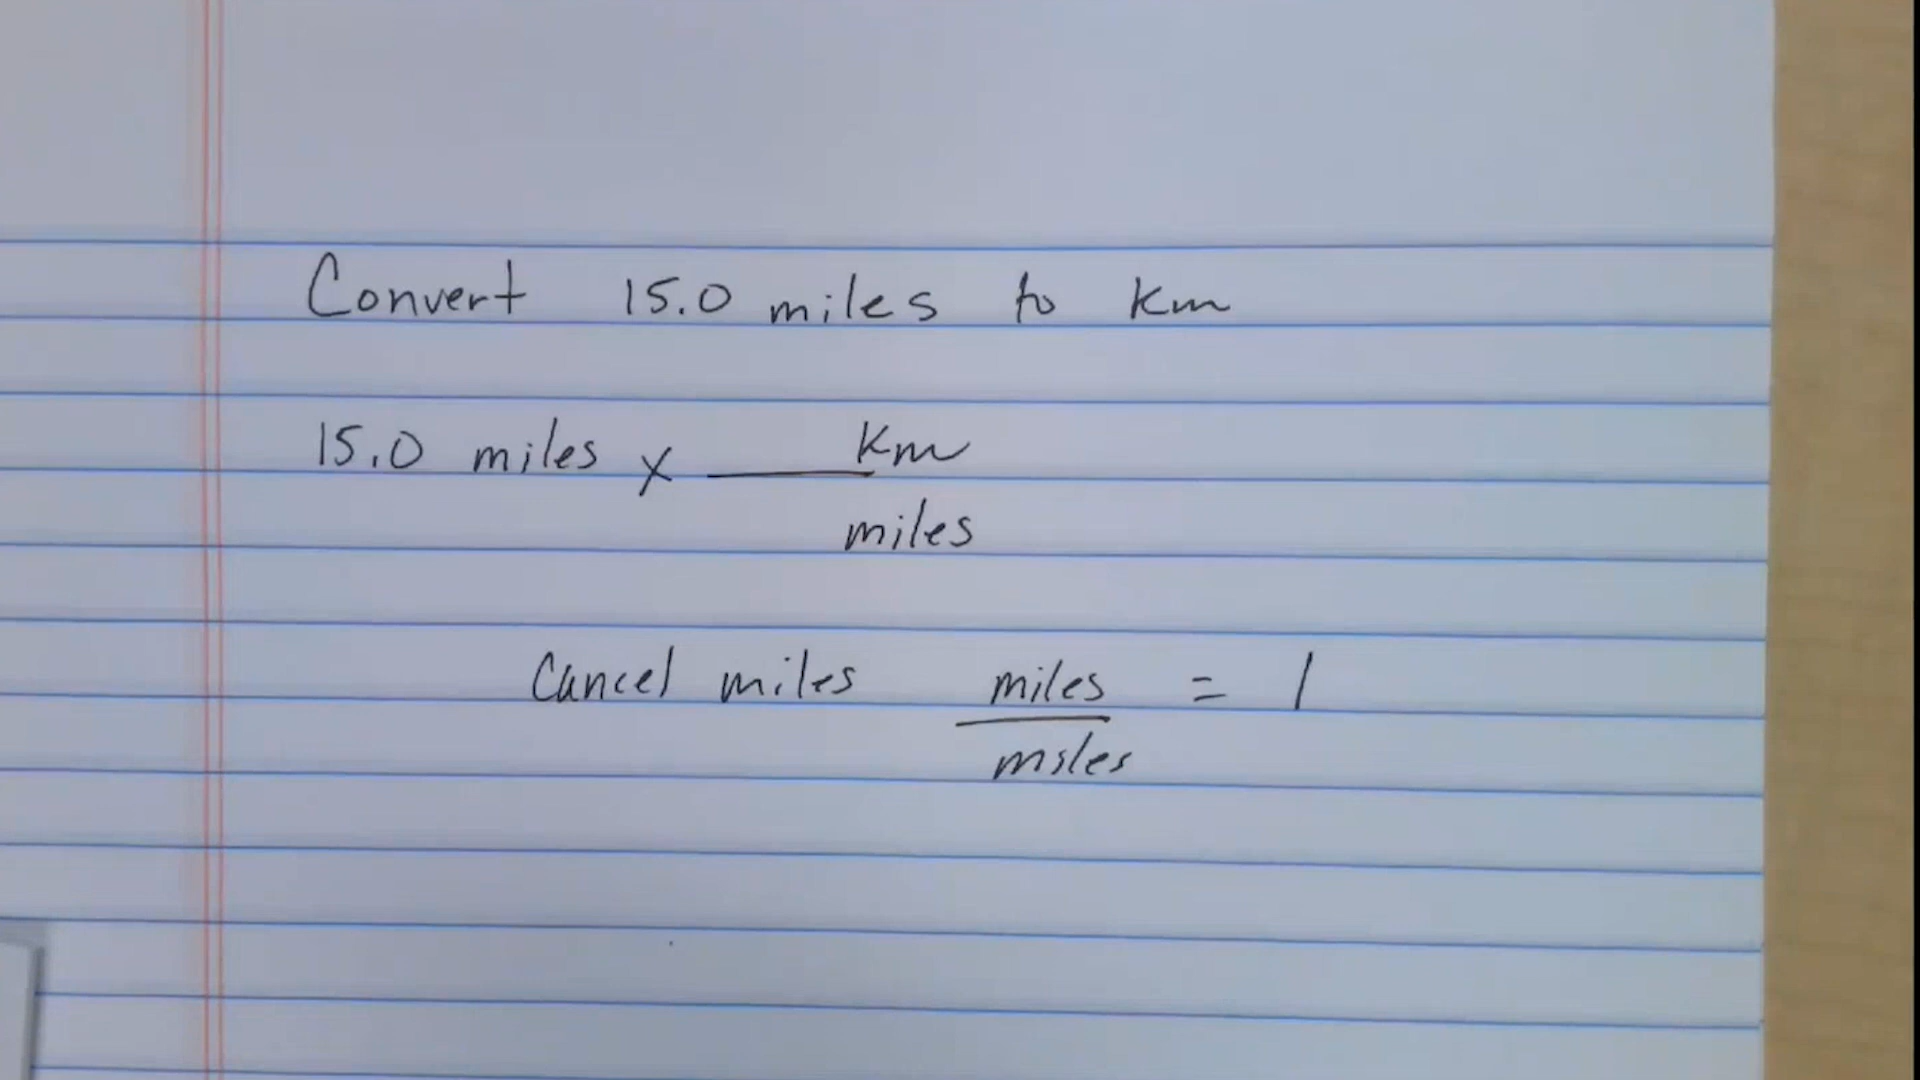 Convert 15.0 miles to km
15.0 miles x km
miles
Cancel miles miles = 1
miles